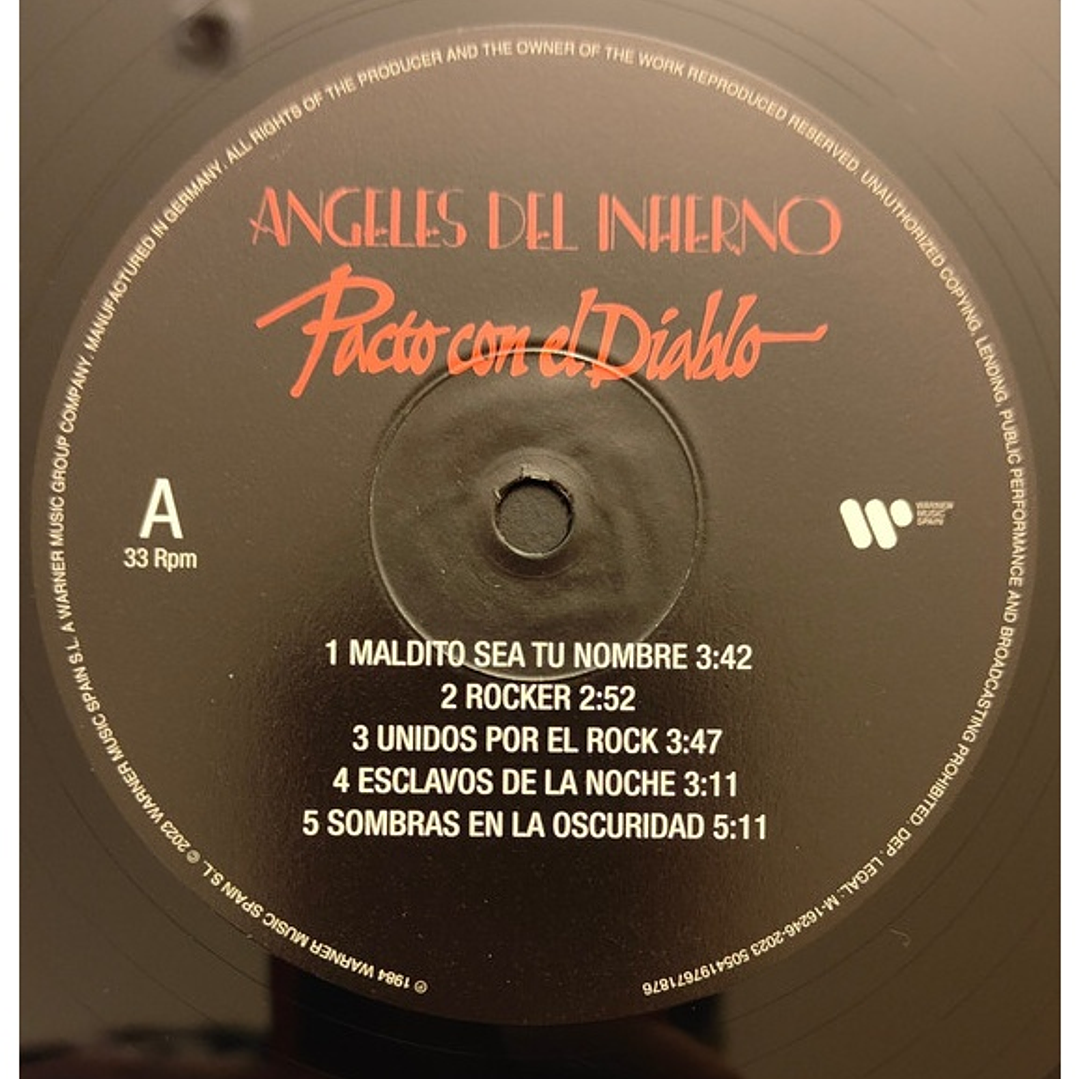 ANGELES DEL INFIERNO
Pacto con el Diablo
A
33 Rpm
WARNER
MUSIC
SPAIN
1 MALDITO SEA TU NOMBRE 3:42
2 ROCKER 2:52
3 UNIDOS POR EL ROCK 3:47
4 ESCLAVOS DE LA NOCHE 3:11
5 SOMBRAS EN LA OSCURIDAD 5:11
℗ 1984 WARNER MUSIC SPAIN S.L. © 2023 WARNER MUSIC SPAIN S.L. A WARNER MUSIC GROUP COMPANY. MANUFACTURED IN GERMANY. ALL RIGHTS OF THE PRODUCER AND THE OWNER OF THE WORK REPRODUCED RESERVED. UNAUTHORIZED COPYING, LENDING, PUBLIC PERFORMANCE AND BROADCASTING PROHIBITED. DEP. LEGAL: M-16246-2023 5054197671876